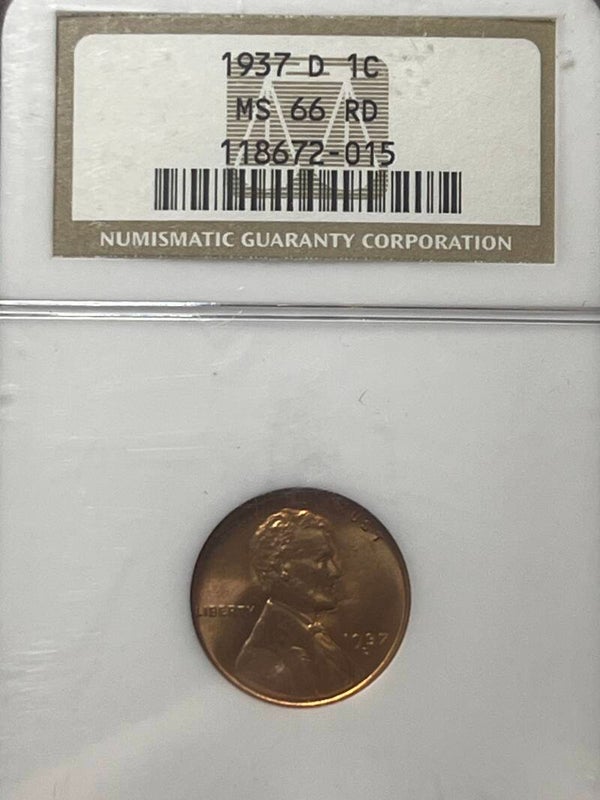 1937 D 1C
MS 66 RD
118672-015
NUMISMATIC GUARANTY CORPORATION
LIBERTY
1937
D